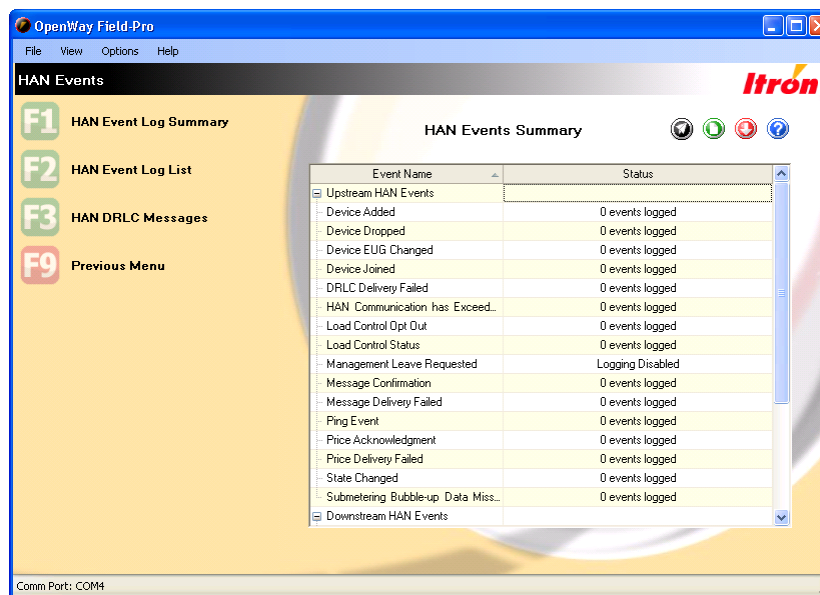 OpenWay Field-Pro
File View Options Help
HAN Events
Itrón
F1 HAN Event Log Summary
F2 HAN Event Log List
F3 HAN DRLC Messages
F9 Previous Menu
HAN Events Summary
Event Name Status
Upstream HAN Events
Device Added 0 events logged
Device Dropped 0 events logged
Device EUG Changed 0 events logged
Device Joined 0 events logged
DRLC Delivery Failed 0 events logged
HAN Communication has Exceed... 0 events logged
Load Control Opt Out 0 events logged
Load Control Status 0 events logged
Management Leave Requested Logging Disabled
Message Confirmation 0 events logged
Message Delivery Failed 0 events logged
Ping Event 0 events logged
Price Acknowledgment 0 events logged
Price Delivery Failed 0 events logged
State Changed 0 events logged
Submetering Bubble-up Data Miss... 0 events logged
Downstream HAN Events
Comm Port: COM4